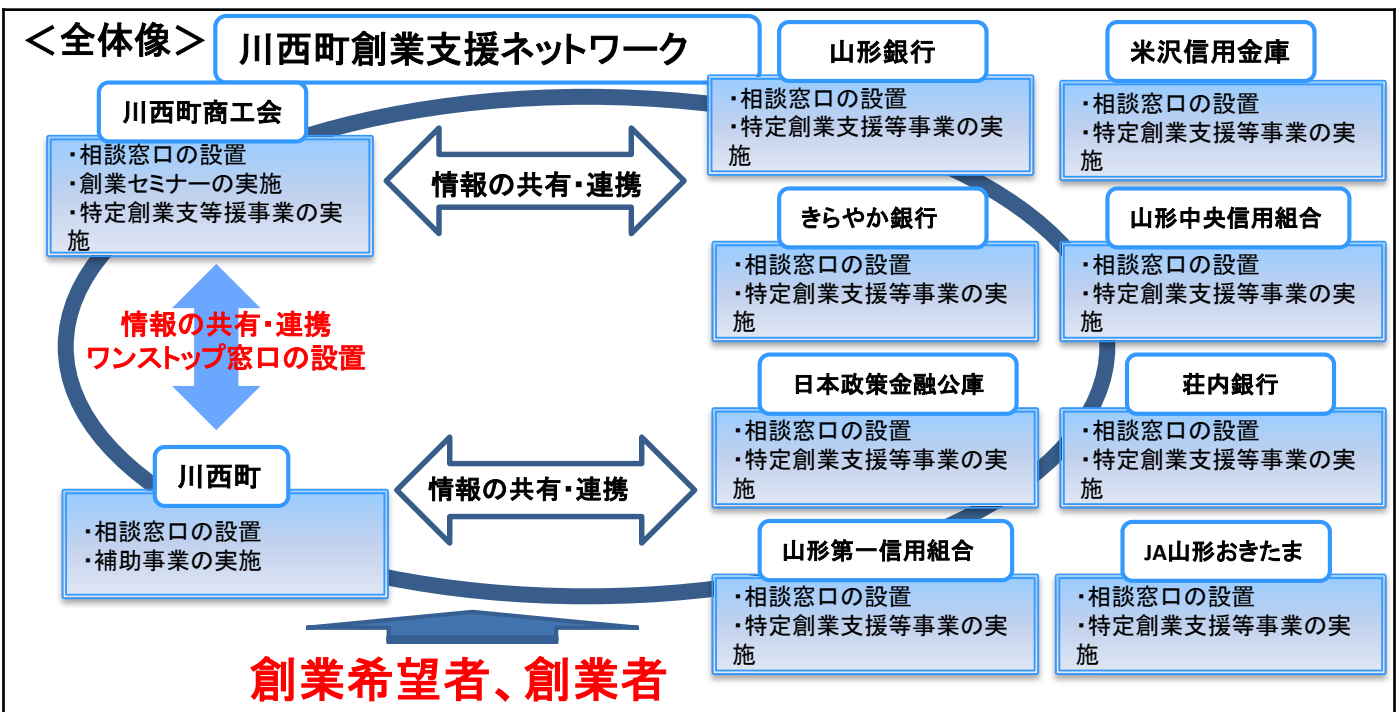 <全体像>
川西町創業支援ネットワーク
川西町商工会
・相談窓口の設置
・創業セミナーの実施
・特定創業支等援事業の実
施
情報の共有・連携
ワンストップ窓口の設置
川西町
・相談窓口の設置
・補助事業の実施
情報の共有・連携
情報の共有・連携
山形銀行
・相談窓口の設置
・特定創業支援等事業の実
施
米沢信用金庫
・相談窓口の設置
・特定創業支援等事業の実
施
きらやか銀行
・相談窓口の設置
・特定創業支援等事業の実
施
山形中央信用組合
・相談窓口の設置
・特定創業支援等事業の実
施
日本政策金融公庫
・相談窓口の設置
・特定創業支援等事業の実
施
荘内銀行
・相談窓口の設置
・特定創業支援等事業の実
施
山形第一信用組合
・相談窓口の設置
・特定創業支援等事業の実
施
JA山形おきたま
・相談窓口の設置
・特定創業支援等事業の実
施
創業希望者、創業者